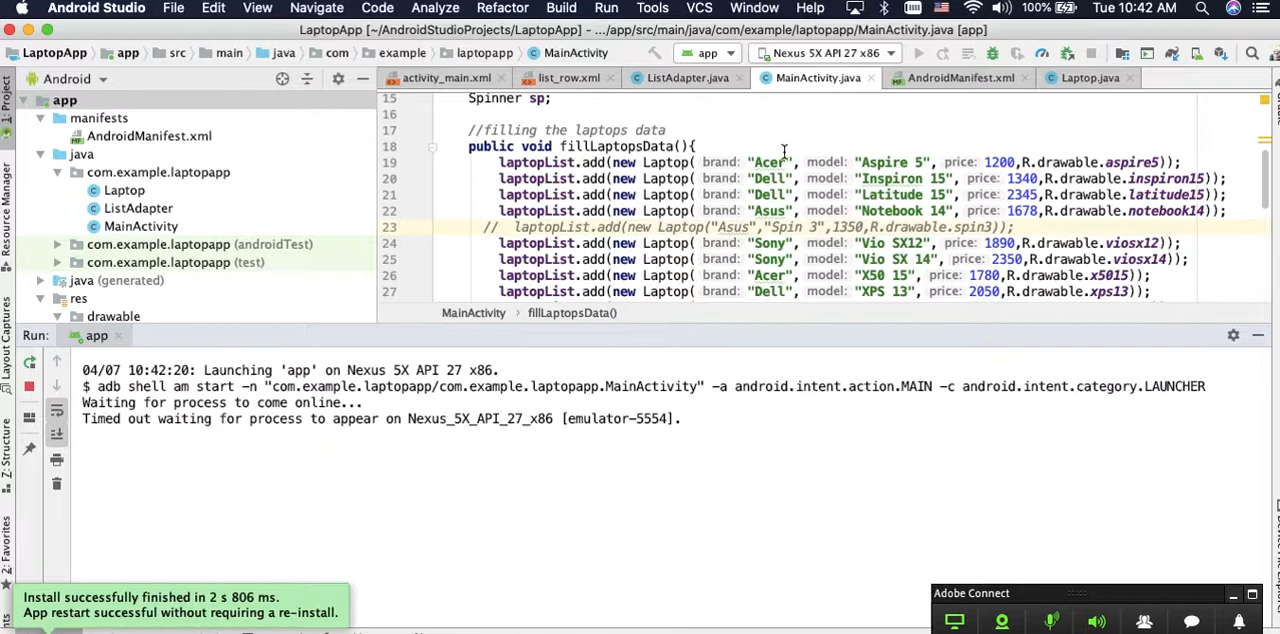 Android Studio File Edit View Navigate Code Analyze Refactor Build Run Tools VCS Window Help 100% Tue 10:42 AM
LaptopApp [~/AndroidStudioProjects/LaptopApp] - .../app/src/main/java/com/example/laptopapp/MainActivity.java [app]
LaptopApp app src main java com example laptopapp MainActivity app Nexus 5X API 27 x86
Android activity_main.xml list_row.xml ListAdapter.java MainActivity.java AndroidManifest.xml Laptop.java
1: Project
Resource Manager
Layout Captures
Z: Structure
2: Favorites
app
manifests
AndroidManifest.xml
java
com.example.laptopapp
Laptop
ListAdapter
MainActivity
com.example.laptopapp (androidTest)
com.example.laptopapp (test)
java (generated)
res
drawable
15 Spinner sp;
16
17 //filling the laptops data
18 public void fillLaptopsData(){
19 laptopList.add(new Laptop( brand: "Acer", model: "Aspire 5", price: 1200,R.drawable.aspire5));
20 laptopList.add(new Laptop( brand: "Dell", model: "Inspiron 15", price: 1340,R.drawable.inspiron15));
21 laptopList.add(new Laptop( brand: "Dell", model: "Latitude 15", price: 2345,R.drawable.latitude15));
22 laptopList.add(new Laptop( brand: "Asus", model: "Notebook 14", price: 1678,R.drawable.notebook14));
23 // laptopList.add(new Laptop("Asus","Spin 3",1350,R.drawable.spin3));
24 laptopList.add(new Laptop( brand: "Sony", model: "Vio SX12", price: 1890,R.drawable.viosx12));
25 laptopList.add(new Laptop( brand: "Sony", model: "Vio SX 14", price: 2350,R.drawable.viosx14));
26 laptopList.add(new Laptop( brand: "Acer", model: "X50 15", price: 1780,R.drawable.x5015));
27 laptopList.add(new Laptop( brand: "Dell", model: "XPS 13", price: 2050,R.drawable.xps13));
MainActivity fillLaptopsData()
Run: app
04/07 10:42:20: Launching 'app' on Nexus 5X API 27 x86.
$ adb shell am start -n "com.example.laptopapp/com.example.laptopapp.MainActivity" -a android.intent.action.MAIN -c android.intent.category.LAUNCHER
Waiting for process to come online...
Timed out waiting for process to appear on Nexus_5X_API_27_x86 [emulator-5554].
Install successfully finished in 2 s 806 ms.
App restart successful without requiring a re-install.
Adobe Connect